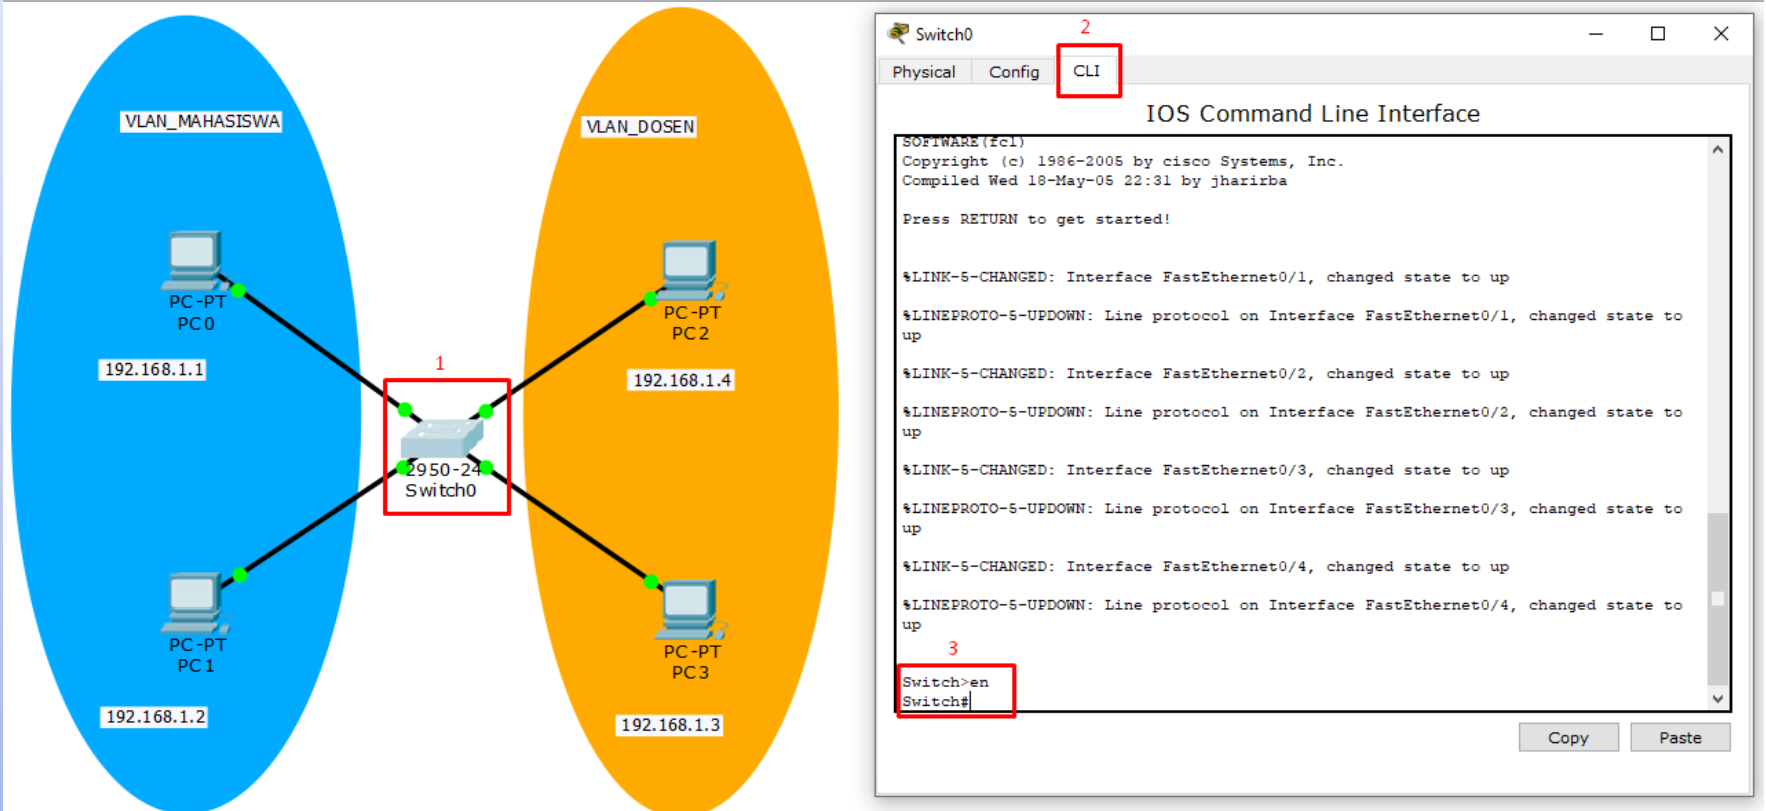 VLAN_MAHASISWA
PC-PT
PC0
192.168.1.1
PC-PT
PC1
192.168.1.2
1
2950-24
Switch0
VLAN_DOSEN
PC-PT
PC2
192.168.1.4
PC-PT
PC3
192.168.1.3
Switch0
2
Physical Config CLI
IOS Command Line Interface
SOFTWARE(fc1)
Copyright (c) 1986-2005 by cisco Systems, Inc.
Compiled Wed 18-May-05 22:31 by jharirba
Press RETURN to get started!
%LINK-5-CHANGED: Interface FastEthernet0/1, changed state to up
%LINEPROTO-5-UPDOWN: Line protocol on Interface FastEthernet0/1, changed state to
up
%LINK-5-CHANGED: Interface FastEthernet0/2, changed state to up
%LINEPROTO-5-UPDOWN: Line protocol on Interface FastEthernet0/2, changed state to
up
%LINK-5-CHANGED: Interface FastEthernet0/3, changed state to up
%LINEPROTO-5-UPDOWN: Line protocol on Interface FastEthernet0/3, changed state to
up
%LINK-5-CHANGED: Interface FastEthernet0/4, changed state to up
%LINEPROTO-5-UPDOWN: Line protocol on Interface FastEthernet0/4, changed state to
up
3
Switch>en
Switch#
Copy Paste